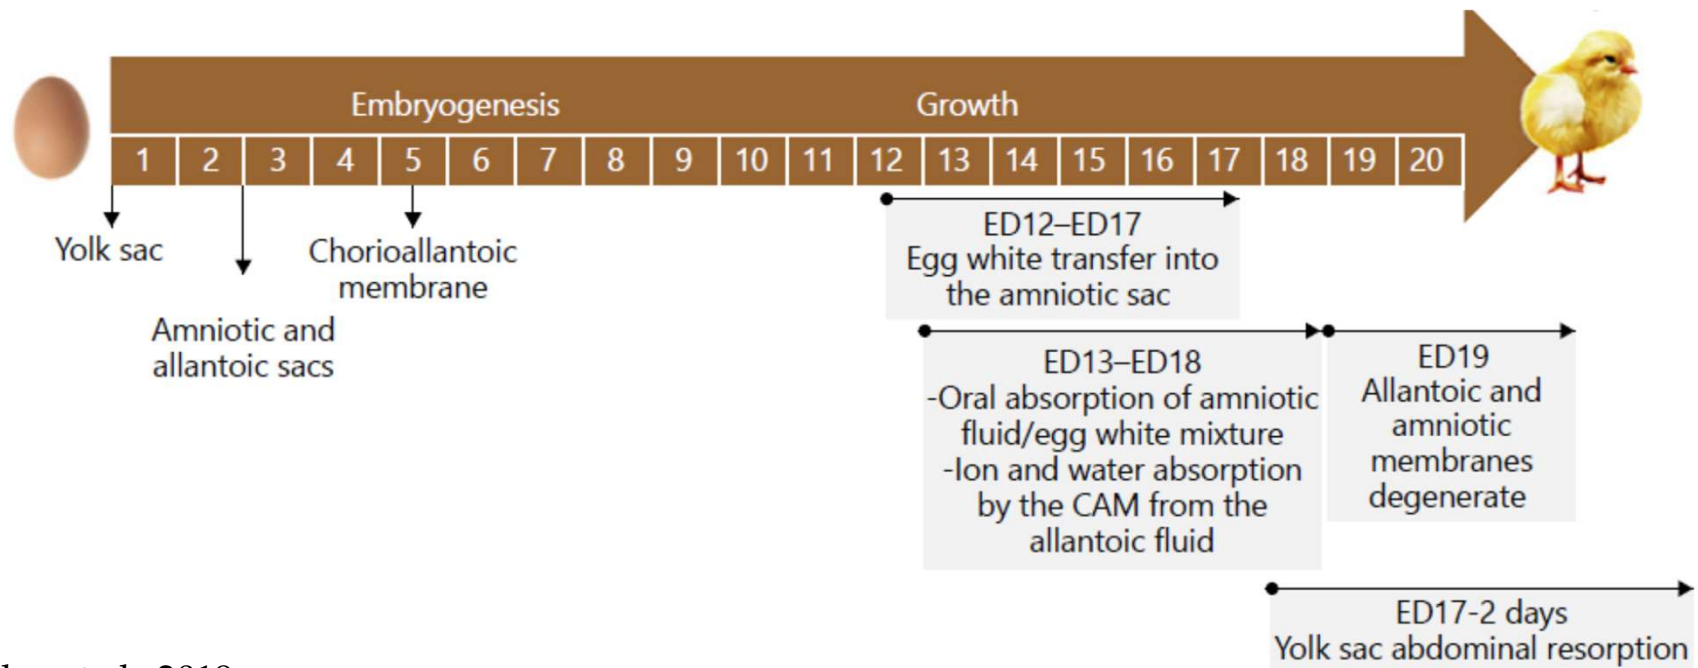 Embryogenesis Growth
1 2 3 4 5 6 7 8 9 10 11 12 13 14 15 16 17 18 19 20
Yolk sac
Amniotic and
allantoic sacs
Chorioallantoic
membrane
ED12–ED17
Egg white transfer into
the amniotic sac
ED13–ED18
-Oral absorption of amniotic
fluid/egg white mixture
-Ion and water absorption
by the CAM from the
allantoic fluid
ED19
Allantoic and
amniotic
membranes
degenerate
ED17-2 days
Yolk sac abdominal resorption